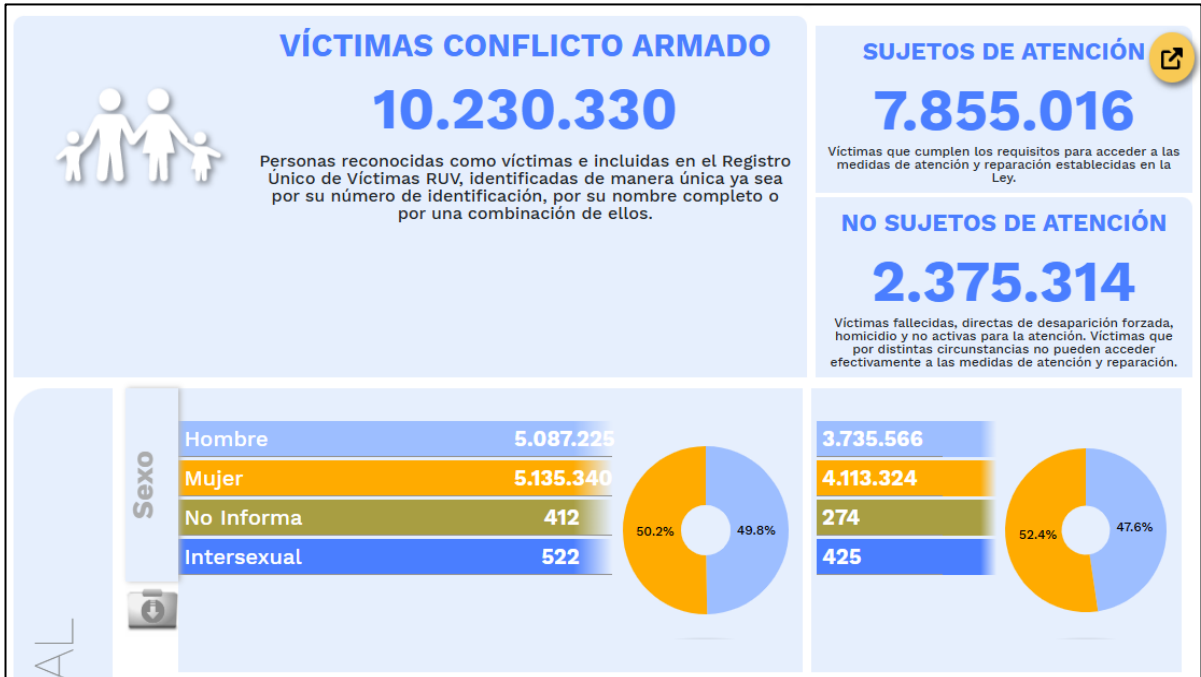 VÍCTIMAS CONFLICTO ARMADO
10.230.330
Personas reconocidas como víctimas e incluidas en el Registro
Único de Víctimas RUV, identificadas de manera única ya sea
por su número de identificación, por su nombre completo o
por una combinación de ellos.
SUJETOS DE ATENCIÓN
7.855.016
Víctimas que cumplen los requisitos para acceder a las
medidas de atención y reparación establecidas en la
Ley.
NO SUJETOS DE ATENCIÓN
2.375.314
Víctimas fallecidas, directas de desaparición forzada,
homicidio y no activas para la atención. Víctimas que
por distintas circunstancias no pueden acceder
efectivamente a las medidas de atención y reparación.
Sexo
Hombre 5.087.225
Mujer 5.135.340
No Informa 412
Intersexual 522
50.2% 49.8%
3.735.566
4.113.324
274
425
52.4% 47.6%
AL